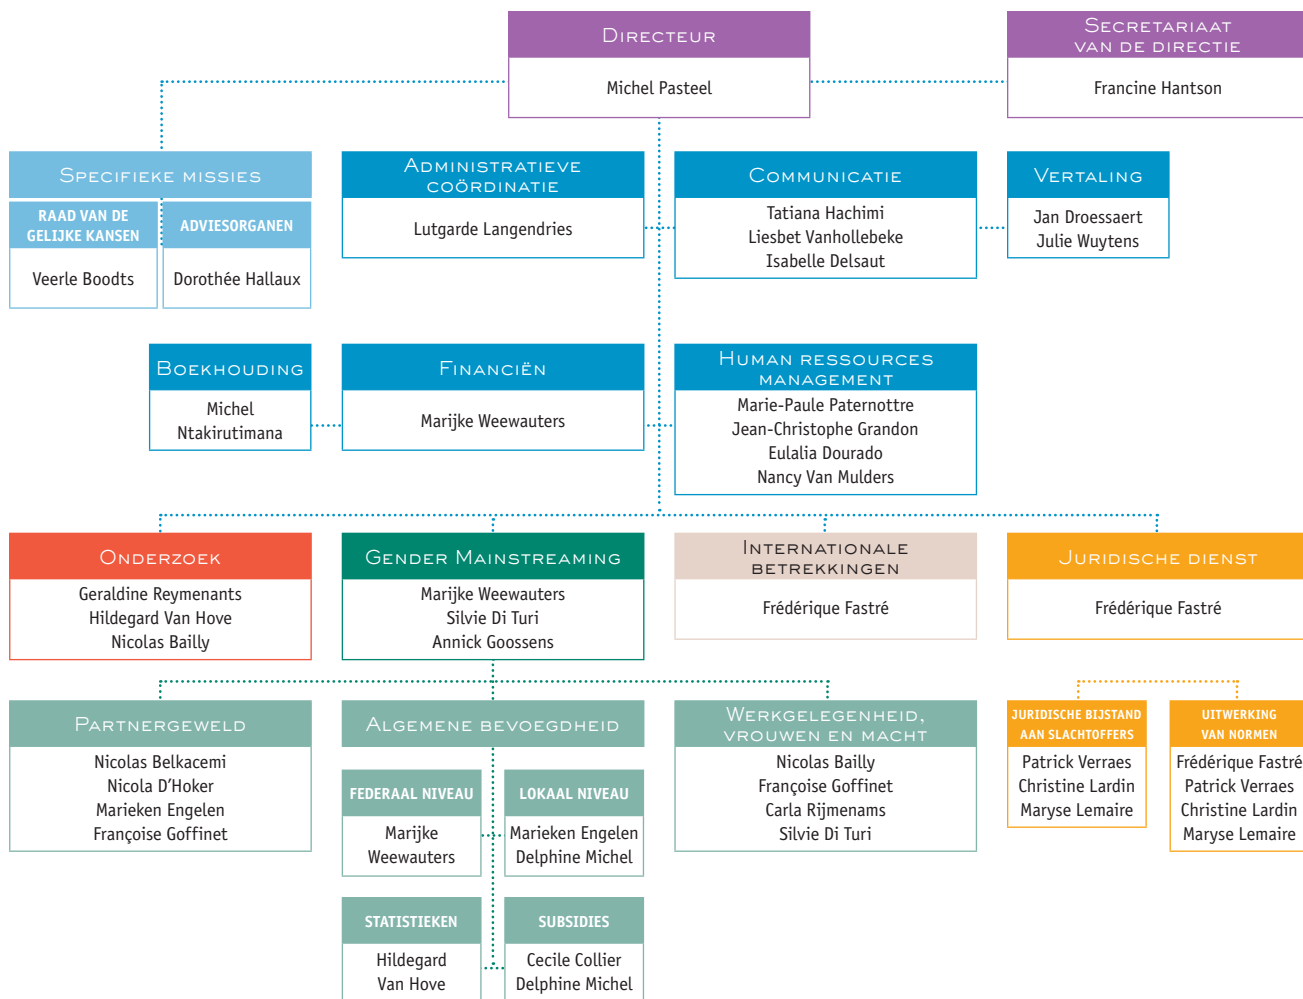 Directeur
Michel Pasteel
Secretariaat
van de directie
Francine Hantson
Specifieke missies
Raad van de
gelijke kansen
Veerle Boodts
Adviesorganen
Dorothée Hallaux
Administratieve
coördinatie
Lutgarde Langendries
Communicatie
Tatiana Hachimi
Liesbet Vanhollebeke
Isabelle Delsaut
Vertaling
Jan Droessaert
Julie Wuytens
Boekhouding
Michel
Ntakirutimana
Financiën
Marijke Weewauters
Human ressources
management
Marie-Paule Paternottre
Jean-Christophe Grandon
Eulalia Dourado
Nancy Van Mulders
Onderzoek
Geraldine Reymenants
Hildegard Van Hove
Nicolas Bailly
Gender Mainstreaming
Marijke Weewauters
Silvie Di Turi
Annick Goossens
Internationale
betrekkingen
Frédérique Fastré
Juridische dienst
Frédérique Fastré
Partnergeweld
Nicolas Belkacemi
Nicola D'Hoker
Marieken Engelen
Françoise Goffinet
Algemene bevoegdheid
Federaal niveau
Marijke
Weewauters
Lokaal niveau
Marieken Engelen
Delphine Michel
Statistieken
Hildegard
Van Hove
Subsidies
Cecile Collier
Delphine Michel
Werkgelegenheid,
vrouwen en macht
Nicolas Bailly
Françoise Goffinet
Carla Rijmenams
Silvie Di Turi
Juridische bijstand
aan slachtoffers
Patrick Verraes
Christine Lardin
Maryse Lemaire
Uitwerking
van normen
Frédérique Fastré
Patrick Verraes
Christine Lardin
Maryse Lemaire